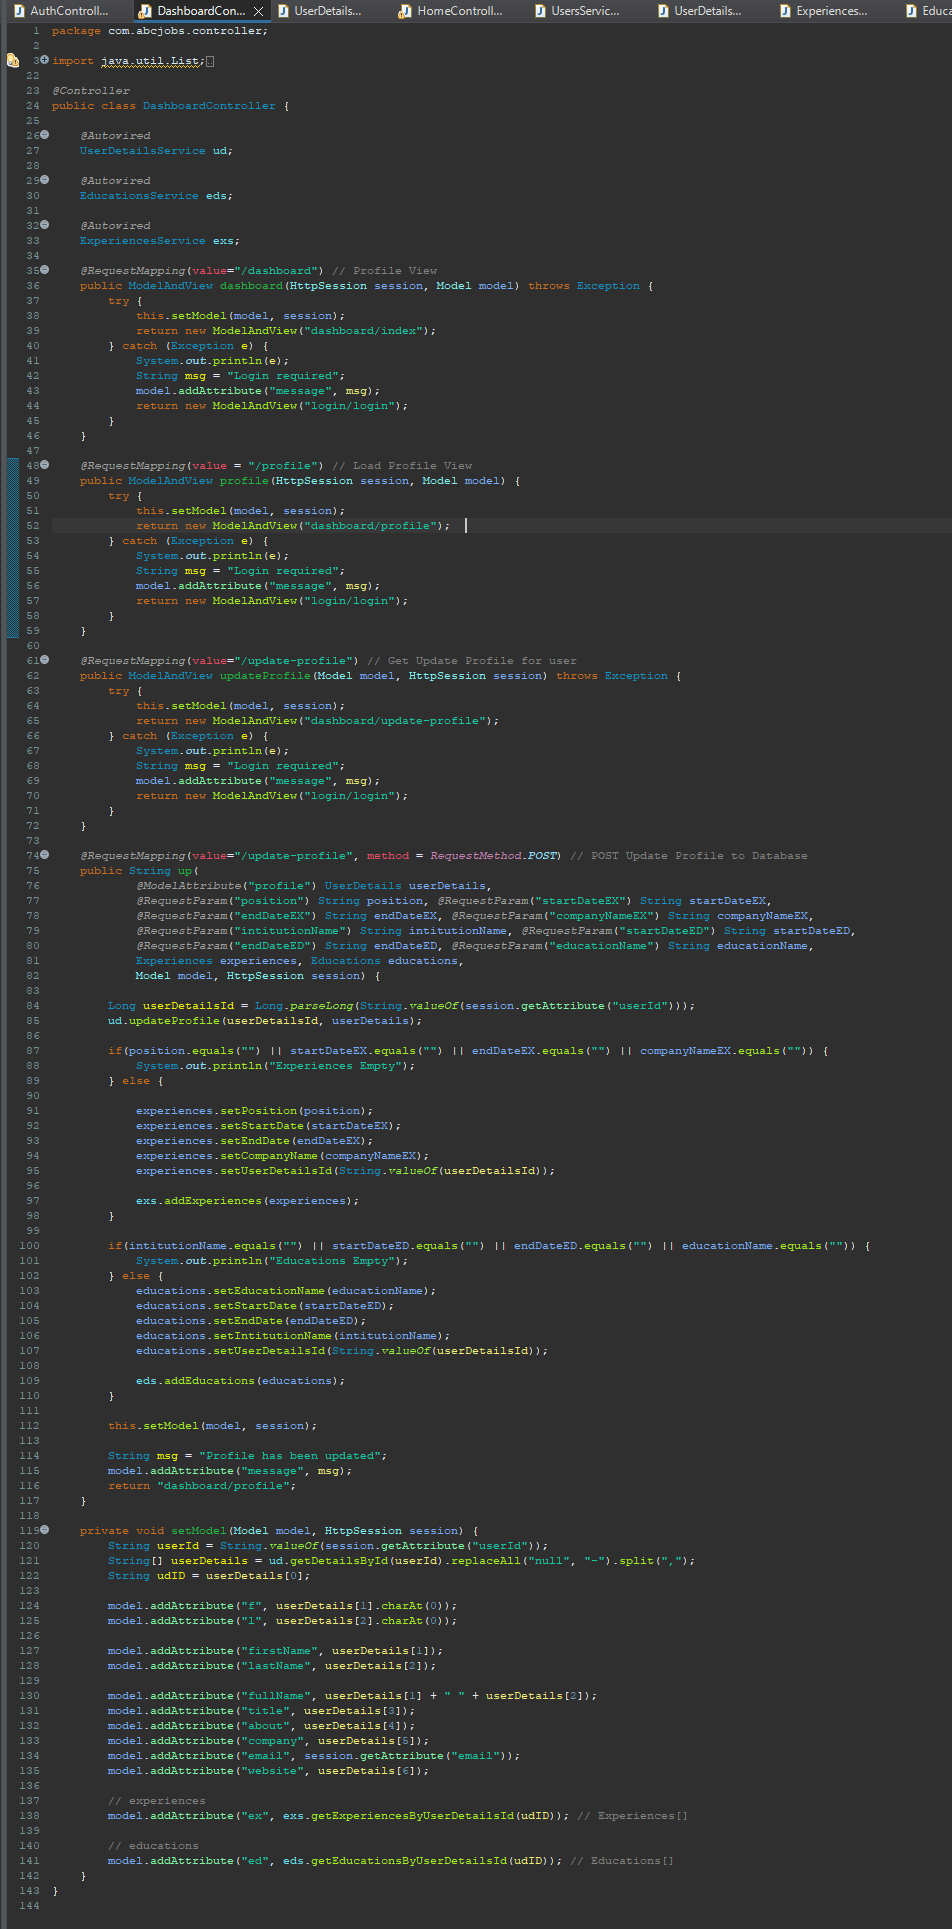 AuthControll... DashboardCon... UserDetails... HomeControll... UsersServic... UserDetails... Experiences... Educa
1 package com.abcjobs.controller;
2
3 import java.util.List;
22
23 @Controller
24 public class DashboardController {
25
26 @Autowired
27 UserDetailsService ud;
28
29 @Autowired
30 EducationsService eds;
31
32 @Autowired
33 ExperiencesService exs;
34
35 @RequestMapping(value="/dashboard") // Profile View
36 public ModelAndView dashboard(HttpSession session, Model model) throws Exception {
37 try {
38 this.setModel(model, session);
39 return new ModelAndView("dashboard/index");
40 } catch (Exception e) {
41 System.out.println(e);
42 String msg = "Login required";
43 model.addAttribute("message", msg);
44 return new ModelAndView("login/login");
45 }
46 }
47
48 @RequestMapping(value = "/profile") // Load Profile View
49 public ModelAndView profile(HttpSession session, Model model) {
50 try {
51 this.setModel(model, session);
52 return new ModelAndView("dashboard/profile");
53 } catch (Exception e) {
54 System.out.println(e);
55 String msg = "Login required";
56 model.addAttribute("message", msg);
57 return new ModelAndView("login/login");
58 }
59 }
60
61 @RequestMapping(value="/update-profile") // Get Update Profile for user
62 public ModelAndView updateProfile(Model model, HttpSession session) throws Exception {
63 try {
64 this.setModel(model, session);
65 return new ModelAndView("dashboard/update-profile");
66 } catch (Exception e) {
67 System.out.println(e);
68 String msg = "Login required";
69 model.addAttribute("message", msg);
70 return new ModelAndView("login/login");
71 }
72 }
73
74 @RequestMapping(value="/update-profile", method = RequestMethod.POST) // POST Update Profile to Database
75 public String up(
76 @ModelAttribute("profile") UserDetails userDetails,
77 @RequestParam("position") String position, @RequestParam("startDateEX") String startDateEX,
78 @RequestParam("endDateEX") String endDateEX, @RequestParam("companyNameEX") String companyNameEX,
79 @RequestParam("intitutionName") String intitutionName, @RequestParam("startDateED") String startDateED,
80 @RequestParam("endDateED") String endDateED, @RequestParam("educationName") String educationName,
81 Experiences experiences, Educations educations,
82 Model model, HttpSession session) {
83
84 Long userDetailsId = Long.parseLong(String.valueOf(session.getAttribute("userId")));
85 ud.updateProfile(userDetailsId, userDetails);
86
87 if(position.equals("") || startDateEX.equals("") || endDateEX.equals("") || companyNameEX.equals("")) {
88 System.out.println("Experiences Empty");
89 } else {
90
91 experiences.setPosition(position);
92 experiences.setStartDate(startDateEX);
93 experiences.setEndDate(endDateEX);
94 experiences.setCompanyName(companyNameEX);
95 experiences.setUserDetailsId(String.valueOf(userDetailsId));
96
97 exs.addExperiences(experiences);
98 }
99
100 if(intitutionName.equals("") || startDateED.equals("") || endDateED.equals("") || educationName.equals("")) {
101 System.out.println("Educations Empty");
102 } else {
103 educations.setEducationName(educationName);
104 educations.setStartDate(startDateED);
105 educations.setEndDate(endDateED);
106 educations.setIntitutionName(intitutionName);
107 educations.setUserDetailsId(String.valueOf(userDetailsId));
108
109 eds.addEducations(educations);
110 }
111
112 this.setModel(model, session);
113
114 String msg = "Profile has been updated";
115 model.addAttribute("message", msg);
116 return "dashboard/profile";
117 }
118
119 private void setModel(Model model, HttpSession session) {
120 String userId = String.valueOf(session.getAttribute("userId"));
121 String[] userDetails = ud.getDetailsById(userId).replaceAll("null", "-").split(",");
122 String udID = userDetails[0];
123
124 model.addAttribute("f", userDetails[1].charAt(0));
125 model.addAttribute("l", userDetails[2].charAt(0));
126
127 model.addAttribute("firstName", userDetails[1]);
128 model.addAttribute("lastName", userDetails[2]);
129
130 model.addAttribute("fullName", userDetails[1] + " " + userDetails[2]);
131 model.addAttribute("title", userDetails[3]);
132 model.addAttribute("about", userDetails[4]);
133 model.addAttribute("company", userDetails[5]);
134 model.addAttribute("email", session.getAttribute("email"));
135 model.addAttribute("website", userDetails[6]);
136
137 // experiences
138 model.addAttribute("ex", exs.getExperiencesByUserDetailsId(udID)); // Experiences[]
139
140 // educations
141 model.addAttribute("ed", eds.getEducationsByUserDetailsId(udID)); // Educations[]
142 }
143 }
144